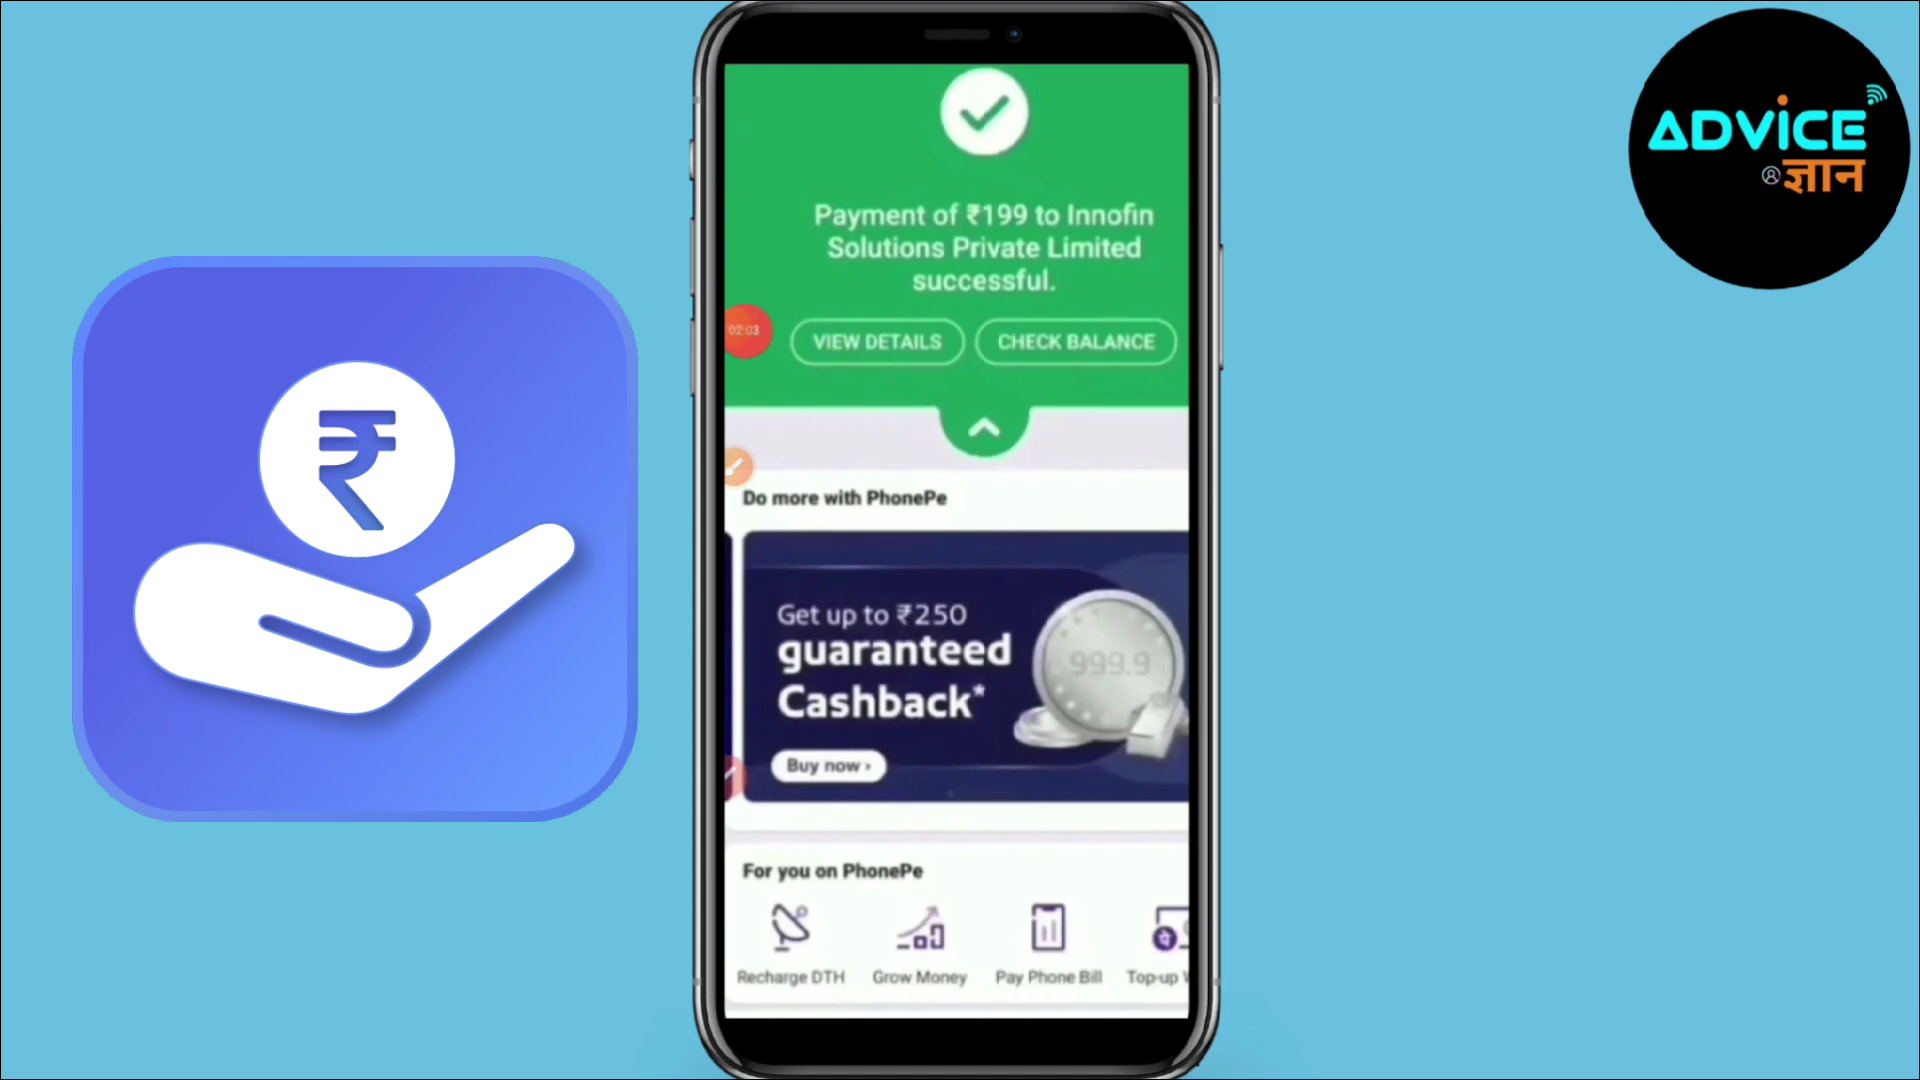 ADVICE
ज्ञान
Payment of ₹199 to Innofin
Solutions Private Limited
successful.
02:03
VIEW DETAILS
CHECK BALANCE
Do more with PhonePe
Get up to ₹250
guaranteed
Cashback*
999.9
Buy now ›
For you on PhonePe
Recharge DTH
Grow Money
Pay Phone Bill
Top-up